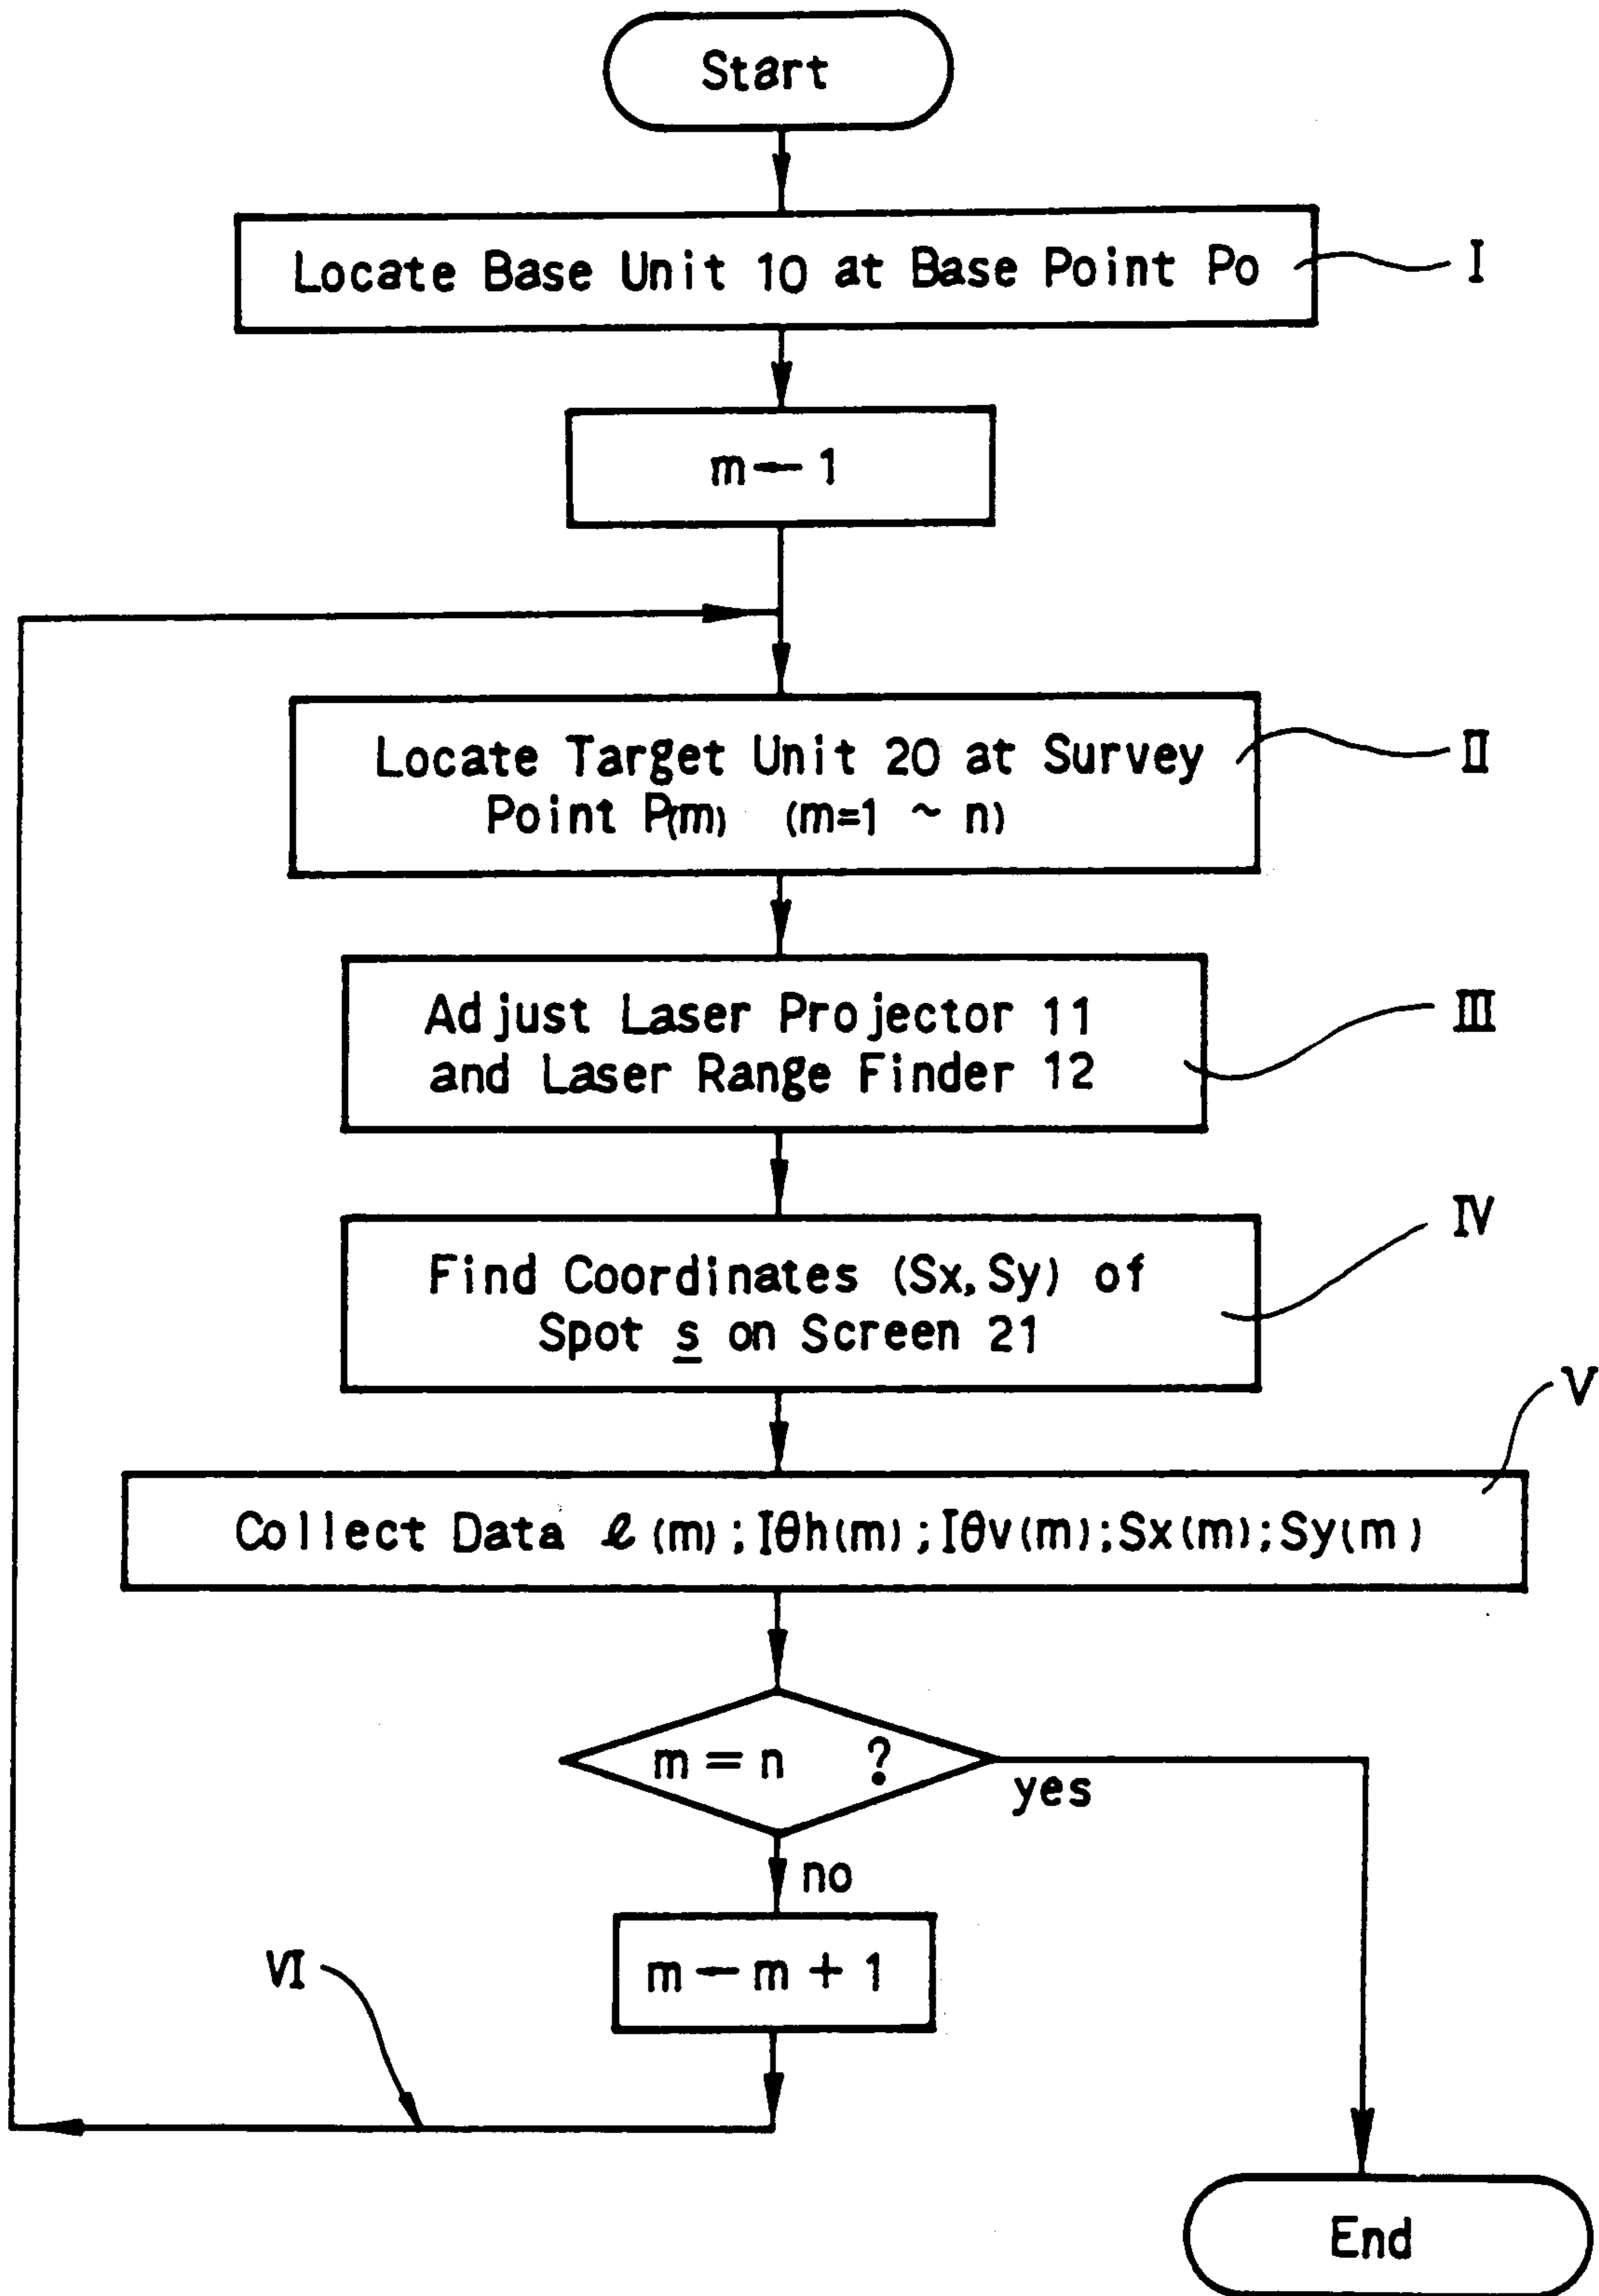 Start
Locate Base Unit 10 at Base Point Po
I
m ← 1
Locate Target Unit 20 at Survey
Point P(m) (m=1 ~ n)
II
Adjust Laser Projector 11
and Laser Range Finder 12
III
Find Coordinates (Sx, Sy) of
Spot s on Screen 21
IV
Collect Data ℓ(m); Iθh(m); Iθv(m); Sx(m); Sy(m)
V
m = n ?
yes
no
m ← m + 1
VI
End